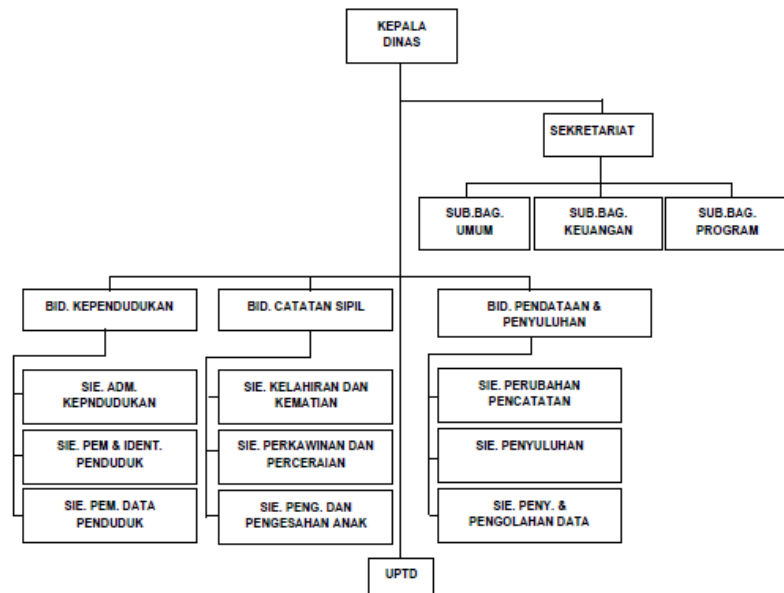 KEPALA
DINAS
SEKRETARIAT
SUB.BAG.
UMUM
SUB.BAG.
KEUANGAN
SUB.BAG.
PROGRAM
BID. KEPENDUDUKAN
BID. CATATAN SIPIL
BID. PENDATAAN &
PENYULUHAN
SIE. ADM.
KEPNDUDUKAN
SIE. PEM & IDENT.
PENDUDUK
SIE. PEM. DATA
PENDUDUK
SIE. KELAHIRAN DAN
KEMATIAN
SIE. PERKAWINAN DAN
PERCERAIAN
SIE. PENG. DAN
PENGESAHAN ANAK
SIE. PERUBAHAN
PENCATATAN
SIE. PENYULUHAN
SIE. PENY. &
PENGOLAHAN DATA
UPTD